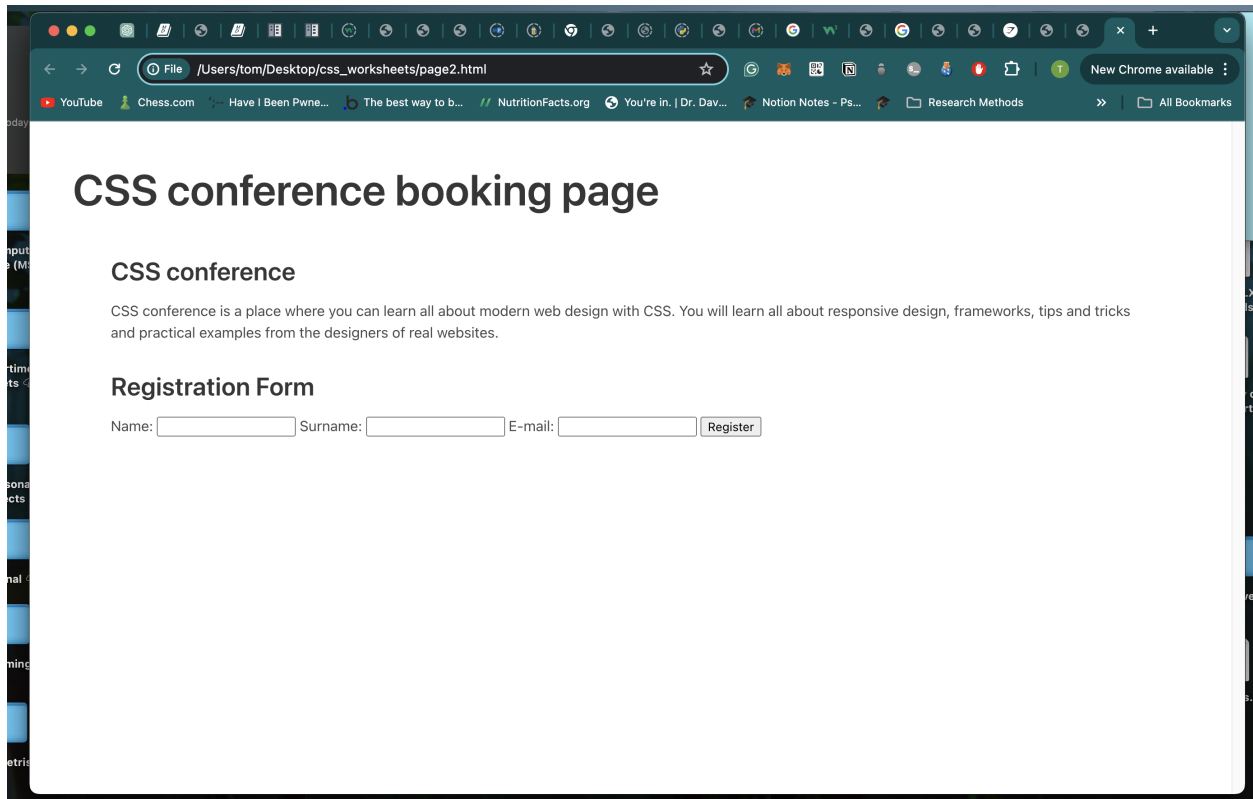 File /Users/tom/Desktop/css_worksheets/page2.html
New Chrome available
YouTube Chess.com Have I Been Pwne... The best way to b... NutritionFacts.org You're in. | Dr. Dav... Notion Notes - Ps... Research Methods » All Bookmarks
CSS conference booking page
CSS conference
CSS conference is a place where you can learn all about modern web design with CSS. You will learn all about responsive design, frameworks, tips and tricks
and practical examples from the designers of real websites.
Registration Form
Name: Surname: E-mail: Register